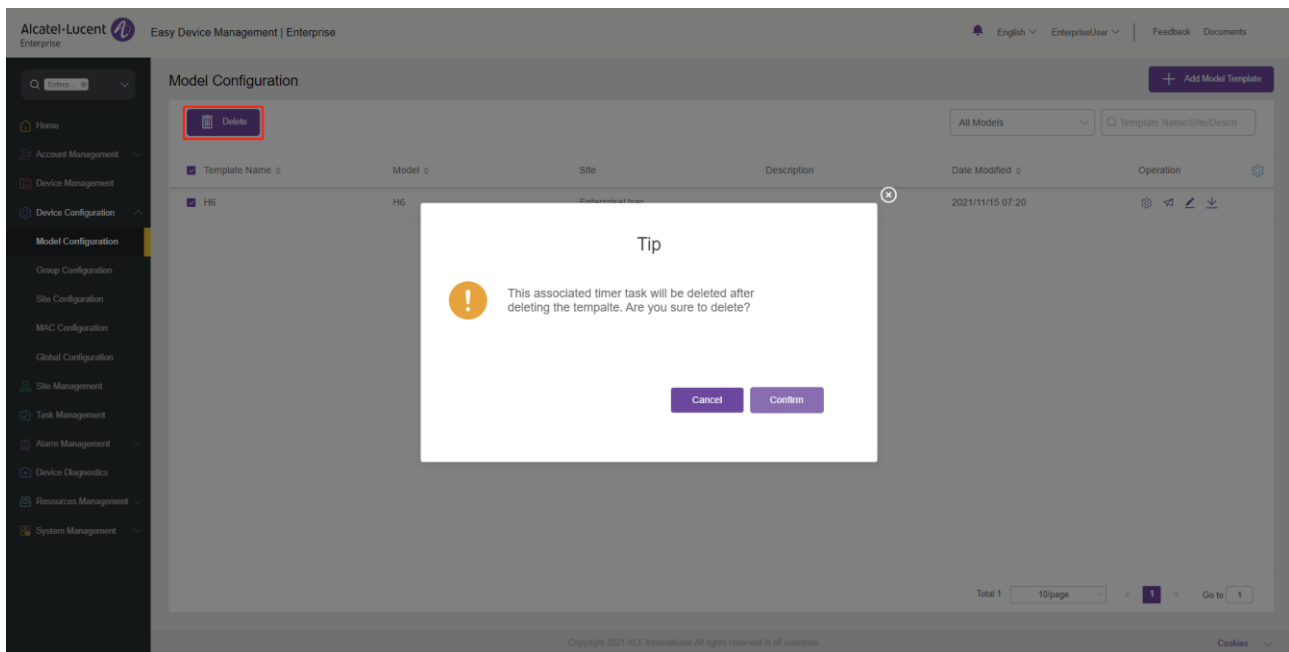 Alcatel·Lucent
Enterprise
Easy Device Management | Enterprise
English
EnterpriseUser
Feedback
Documents
Enterp...
Home
Account Management
Device Management
Device Configuration
Model Configuration
Group Configuration
Site Configuration
MAC Configuration
Global Configuration
Site Management
Task Management
Alarm Management
Device Diagnostics
Resources Management
System Management
Model Configuration
Add Model Template
Delete
All Models
Template Name/Site/Descri
Template Name
Model
Site
Description
Date Modified
Operation
H6
H6
EnterpriseUser
2021/11/15 07:20
Tip
This associated timer task will be deleted after
deleting the tempalte. Are you sure to delete?
Cancel
Confirm
Total 1
10/page
1
Go to
1
Copyright 2021 ALE International.All rights reserved in all countries
Cookies